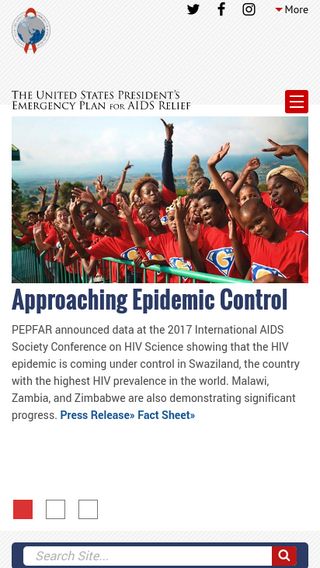 More
The United States President's
Emergency Plan for AIDS Relief
Approaching Epidemic Control
PEPFAR announced data at the 2017 International AIDS
Society Conference on HIV Science showing that the HIV
epidemic is coming under control in Swaziland, the country
with the highest HIV prevalence in the world. Malawi,
Zambia, and Zimbabwe are also demonstrating significant
progress. Press Release» Fact Sheet»
Search Site...